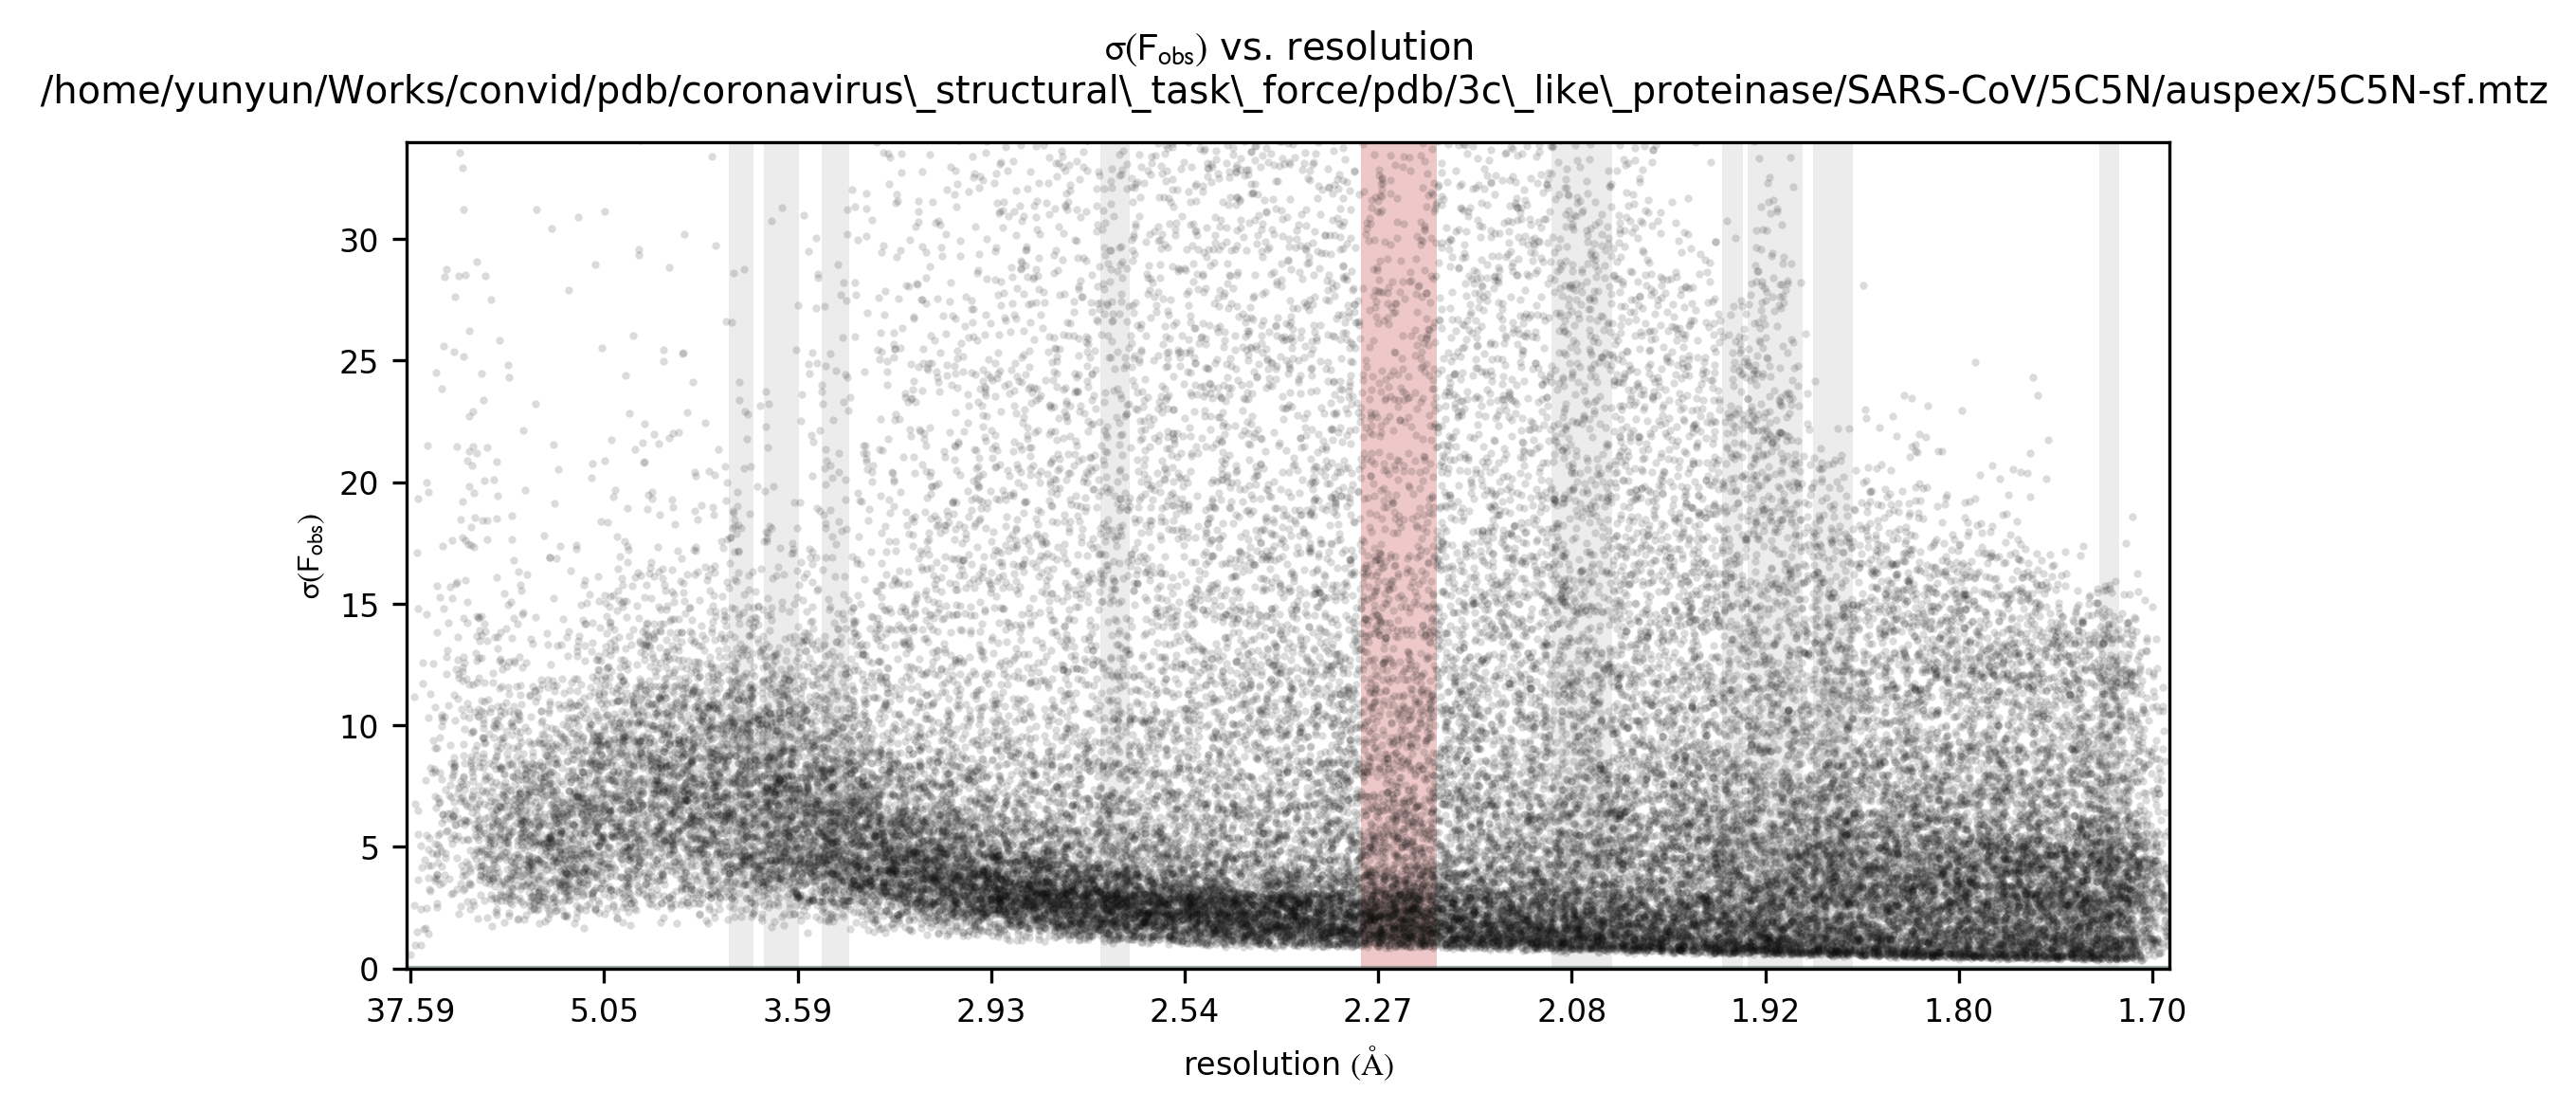 σ(Fobs) vs. resolution
/home/yunyun/Works/convid/pdb/coronavirus\_structural\_task\_force/pdb/3c\_like\_proteinase/SARS-CoV/5C5N/auspex/5C5N-sf.mtz
σ(Fobs)
30
25
20
15
10
5
0
37.59 5.05 3.59 2.93 2.54 2.27 2.08 1.92 1.80 1.70
resolution (Å)